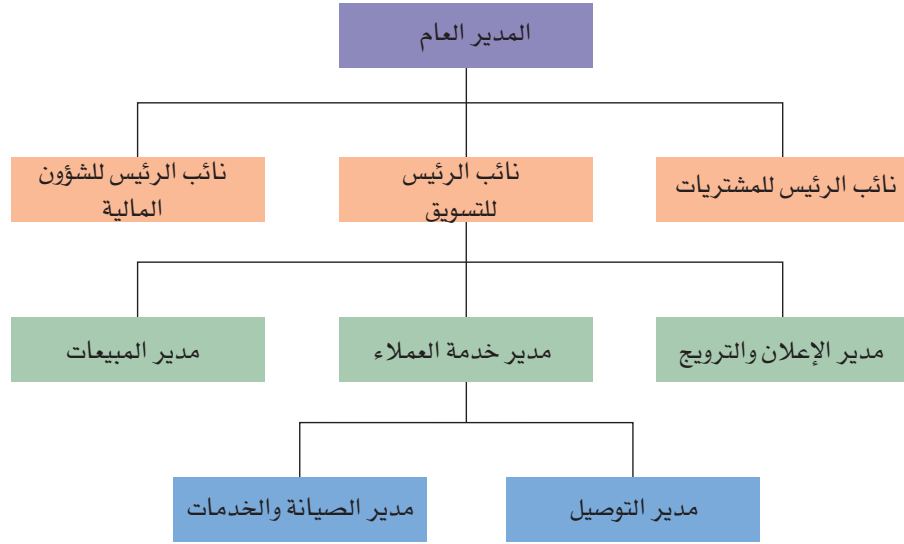 المدير العام
نائب الرئيس للمشتريات
نائب الرئيس
للتسويق
نائب الرئيس للشؤون
المالية
مدير الإعلان والترويج
مدير خدمة العملاء
مدير المبيعات
مدير التوصيل
مدير الصيانة والخدمات